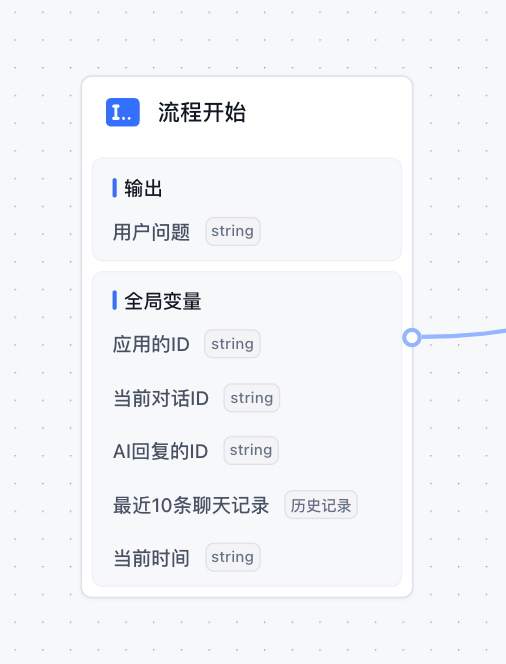 I.. 流程开始
输出
用户问题 string
全局变量
应用的ID string
当前对话ID string
AI回复的ID string
最近10条聊天记录 历史记录
当前时间 string